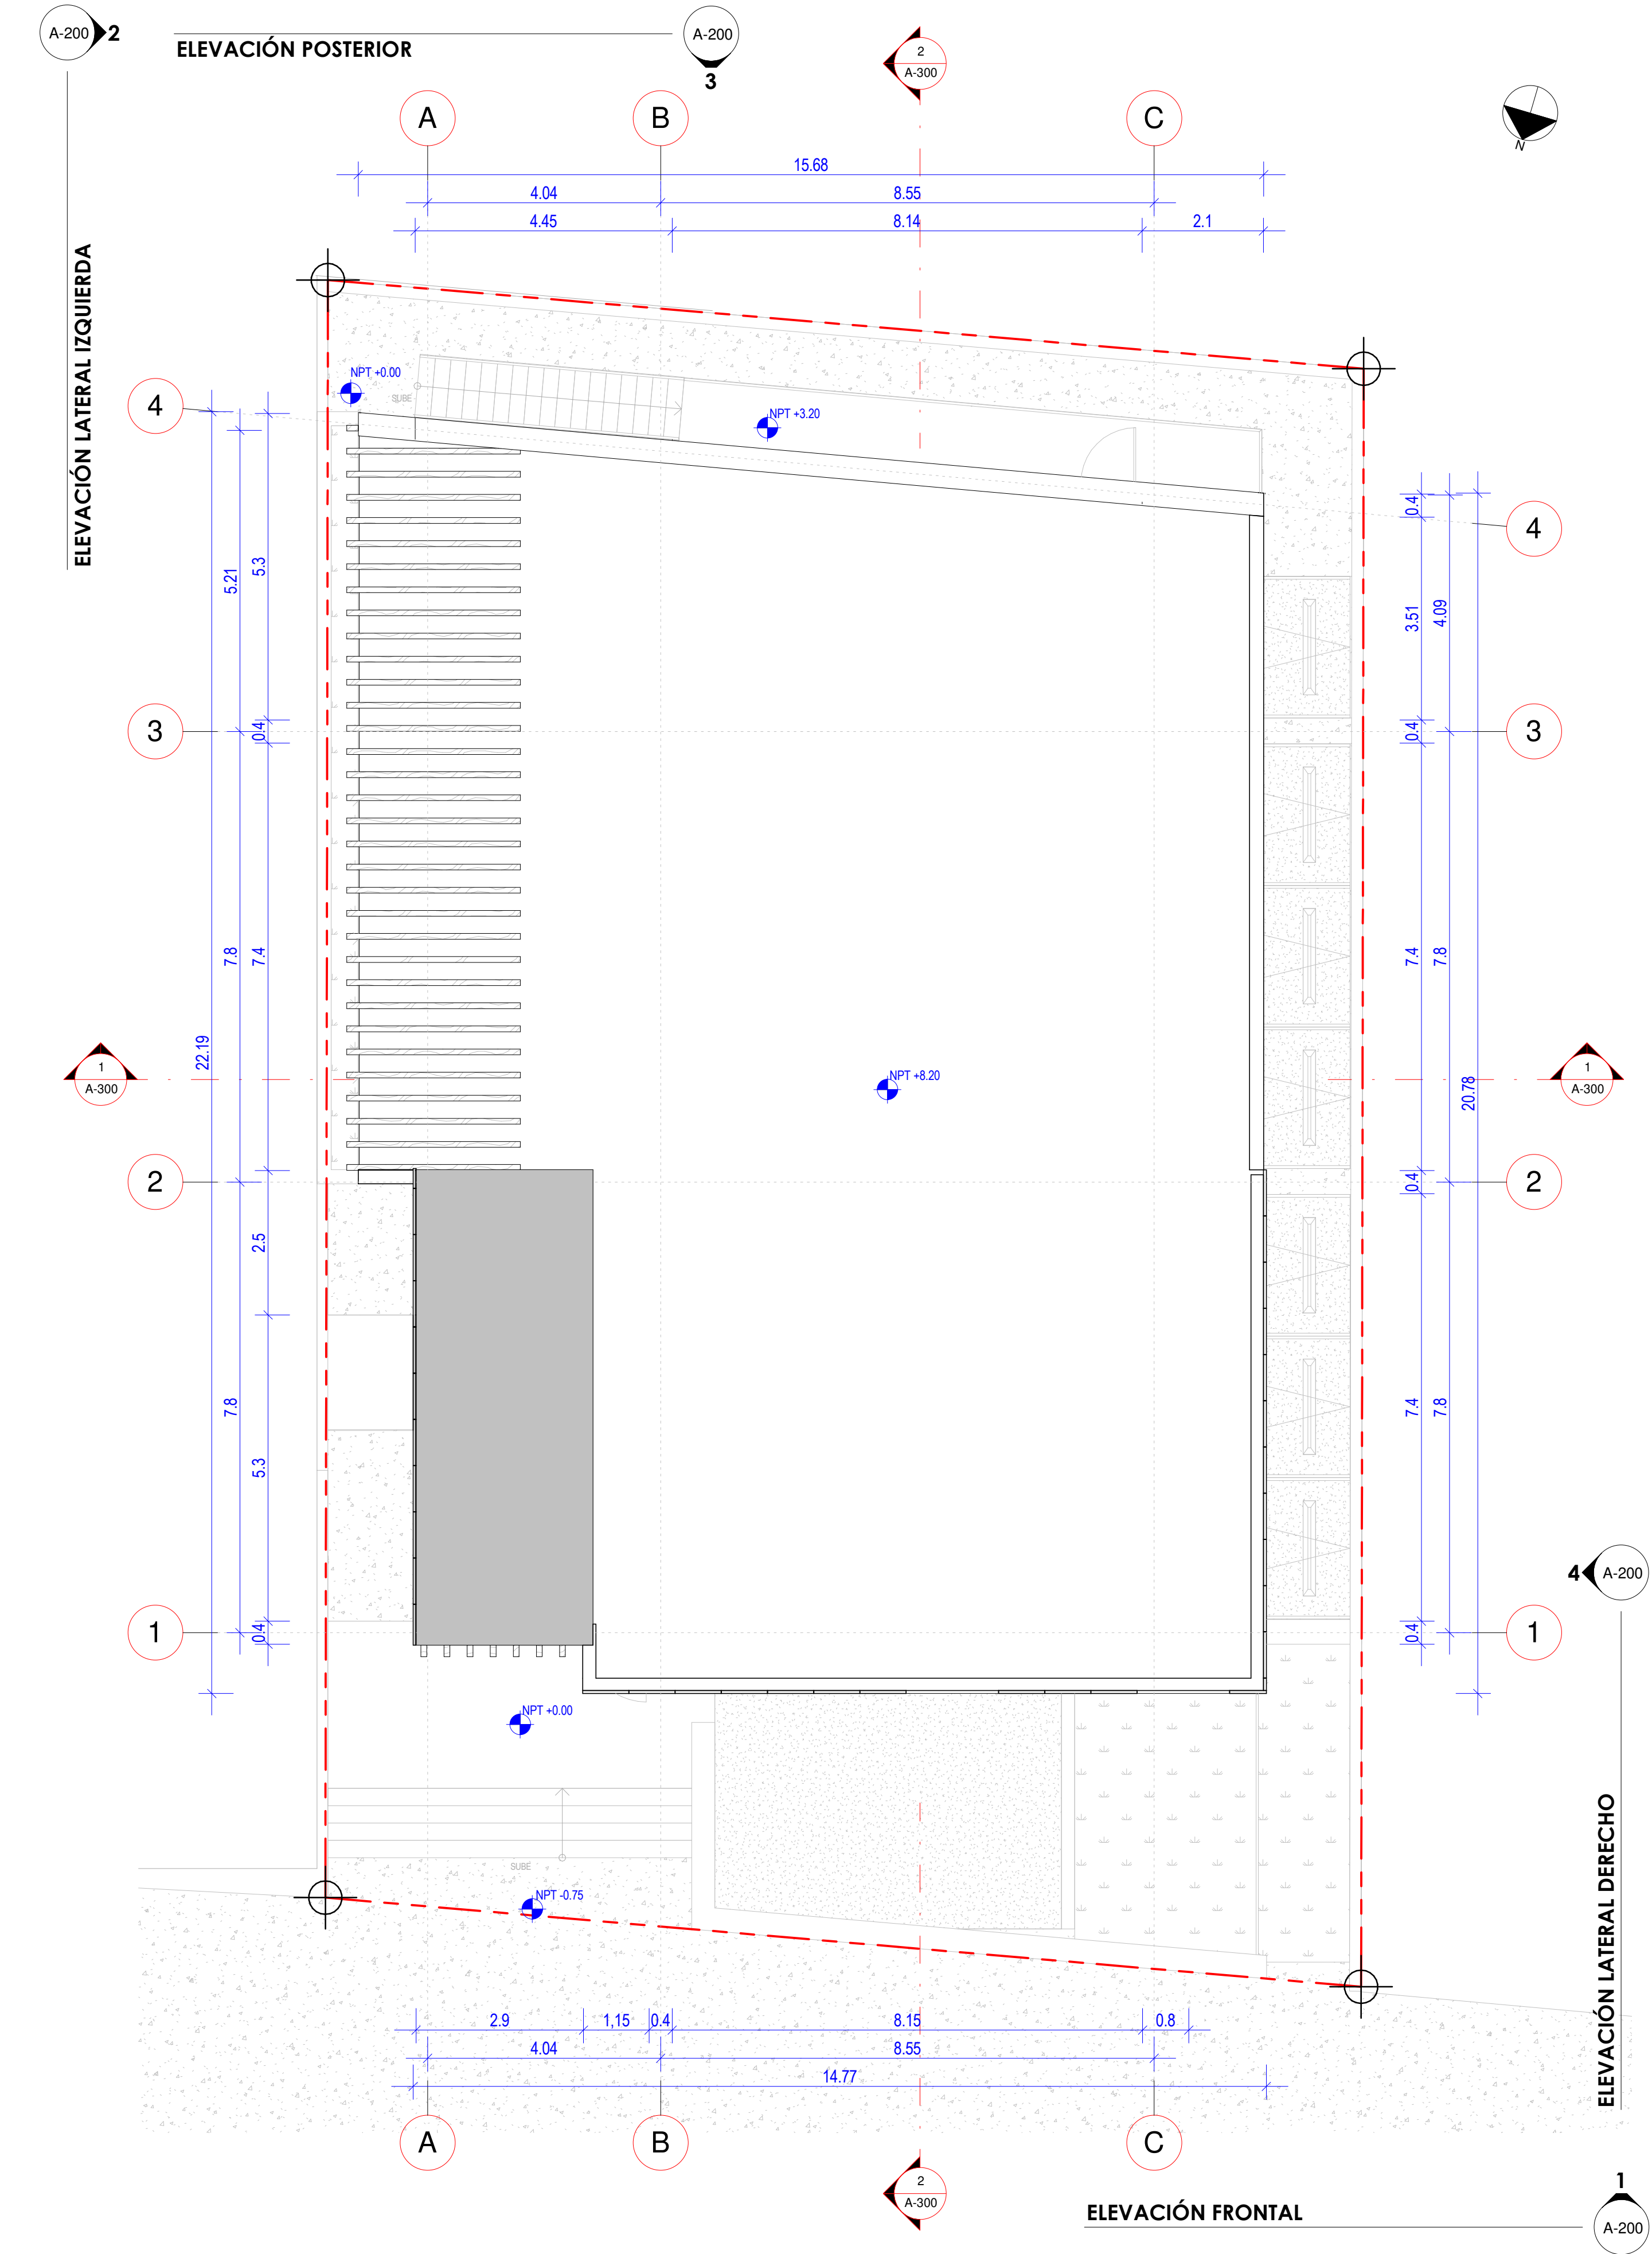 A-200 2
ELEVACIÓN POSTERIOR
A-200
3
2
A-300
A
B
C
N
15.68
4.04
8.55
4.45
8.14
2.1
ELEVACIÓN LATERAL IZQUIERDA
NPT +0.00
SUBE
NPT +3.20
4
4
5.21
5.3
0.4
3.51
4.09
3
0.4
0.4
3
7.8
7.4
7.4
7.8
22.19
20.78
1
A-300
NPT +8.20
1
A-300
2
0.4
2
2.5
7.8
5.3
7.4
7.8
4 A-200
1
0.4
0.4
1
NPT +0.00
SUBE
NPT -0.75
ELEVACIÓN LATERAL DERECHO
2.9
1,15
0.4
8.15
0.8
4.04
8.55
14.77
A
B
C
2
A-300
ELEVACIÓN FRONTAL
1
A-200